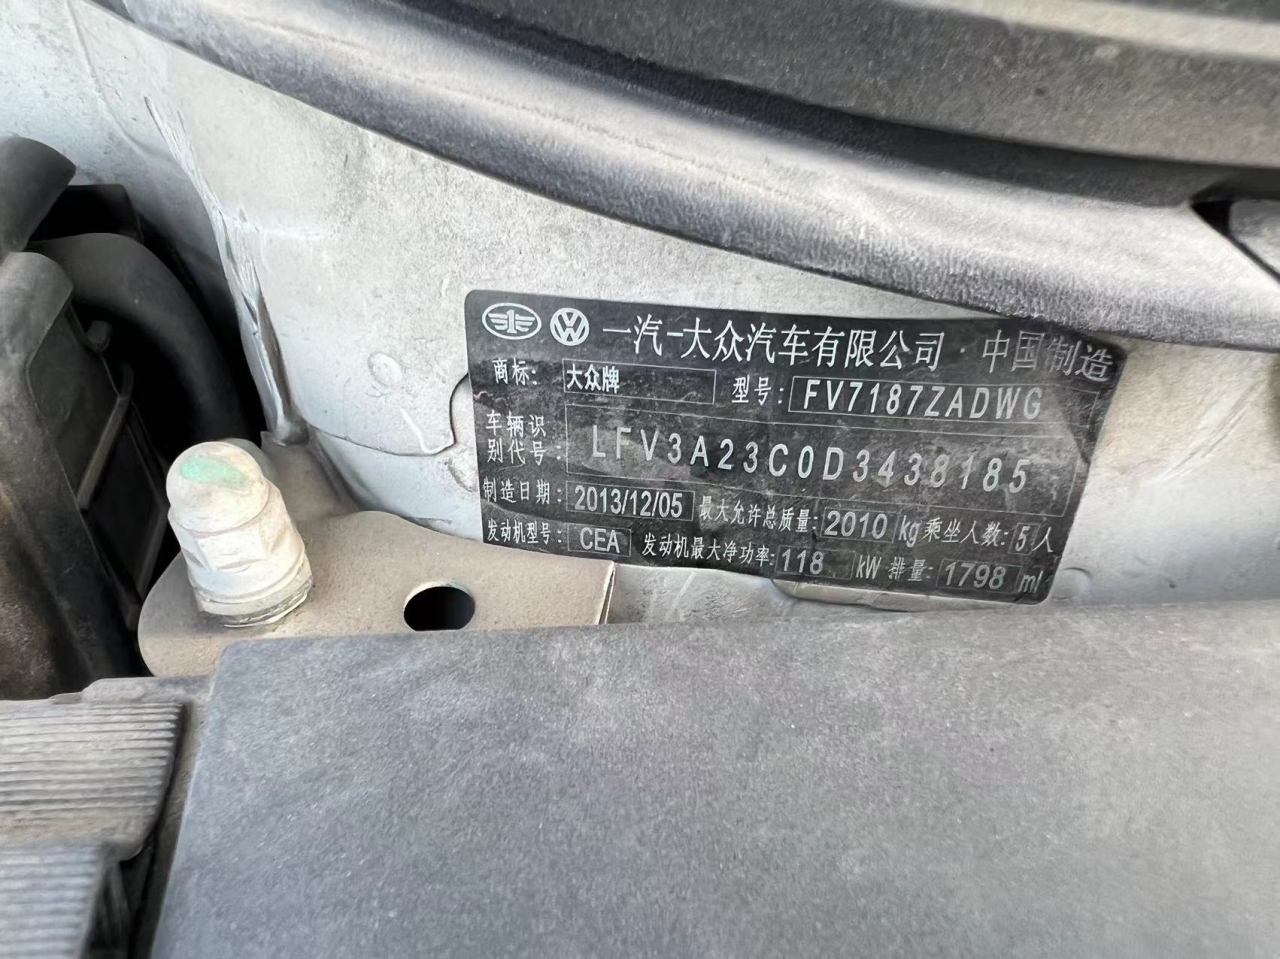 一汽-大众汽车有限公司·中国制造
商标: 大众牌 型号: FV7187ZADWG
车辆识别代号: LFV3A23C0D3438185
制造日期: 2013/12/05 最大允许总质量: 2010 kg 乘坐人数: 5 人
发动机型号: CEA 发动机最大净功率: 118 kW 排量: 1798 ml